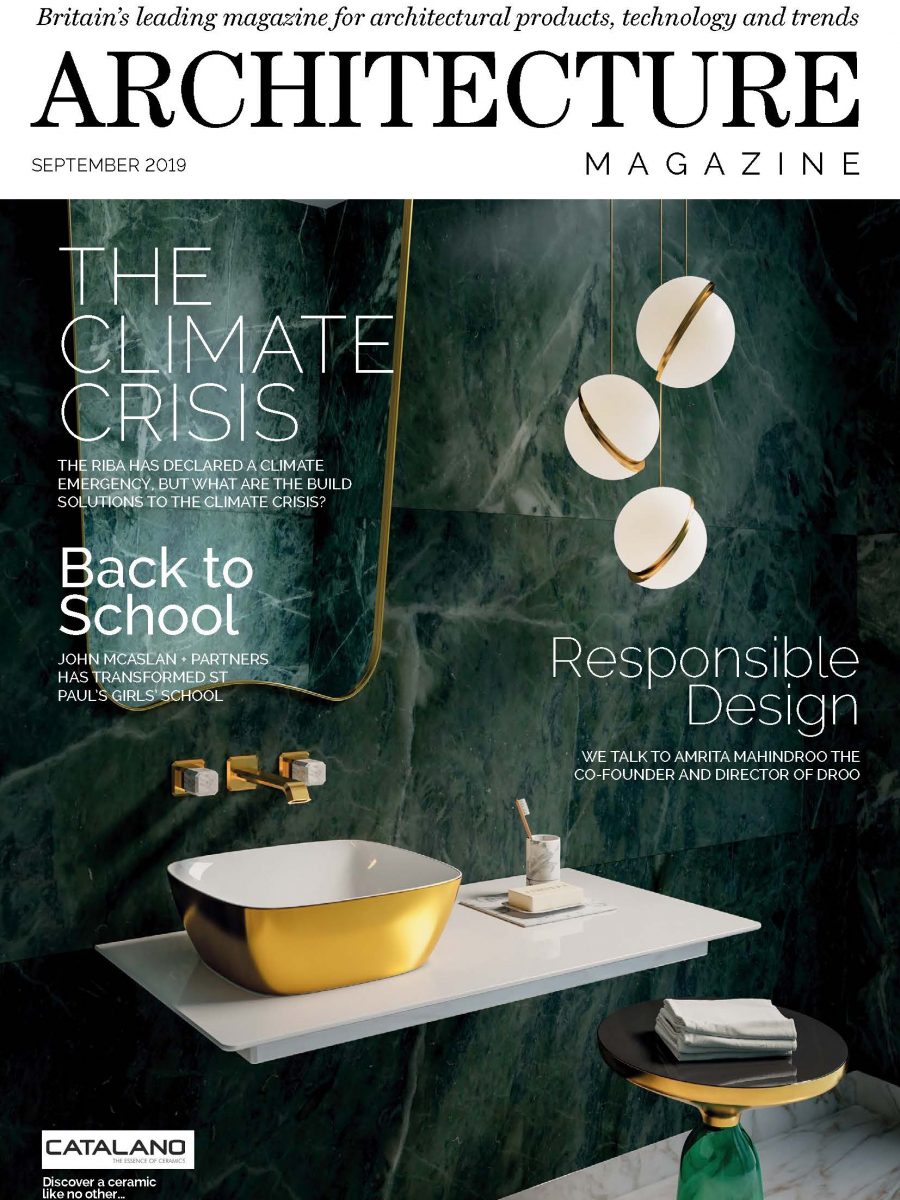 Britain's leading magazine for architectural products, technology and trends
ARCHITECTURE
SEPTEMBER 2019
MAGAZINE
THE
CLIMATE
CRISIS
THE RIBA HAS DECLARED A CLIMATE
EMERGENCY, BUT WHAT ARE THE BUILD
SOLUTIONS TO THE CLIMATE CRISIS?
Back to
School
JOHN MCASLAN + PARTNERS
HAS TRANSFORMED ST
PAUL'S GIRLS' SCHOOL
Responsible
Design
WE TALK TO AMRITA MAHINDROO THE
CO-FOUNDER AND DIRECTOR OF DROO
CATALANO
THE ESSENCE OF CERAMICS
Discover a ceramic
like no other...